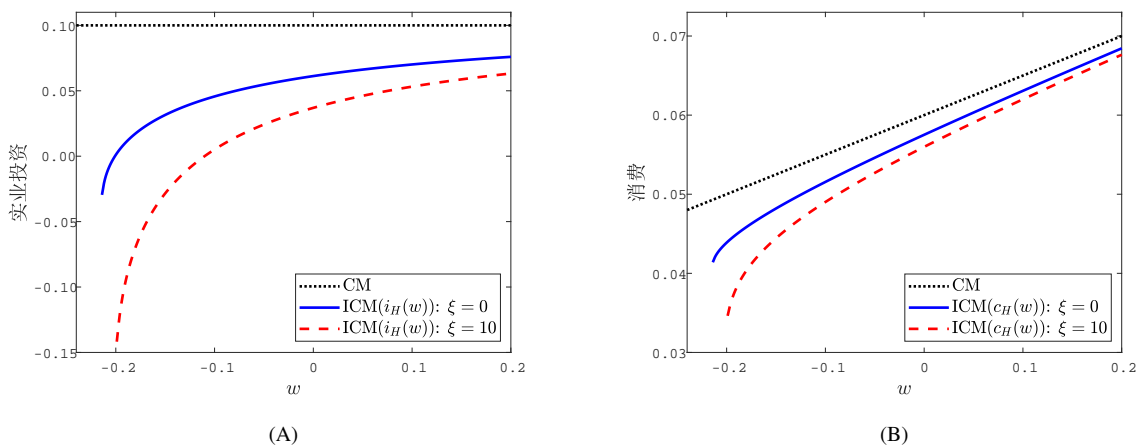 0.10
0.05
0.00
-0.05
-0.10
-0.15
实业投资
-0.2
-0.1
0
0.1
0.2
w
CM
ICM(i_H(w)): ξ = 0
ICM(i_H(w)): ξ = 10
(A)
0.07
0.06
0.05
0.04
0.03
消费
-0.2
-0.1
0
0.1
0.2
w
CM
ICM(c_H(w)): ξ = 0
ICM(c_H(w)): ξ = 10
(B)